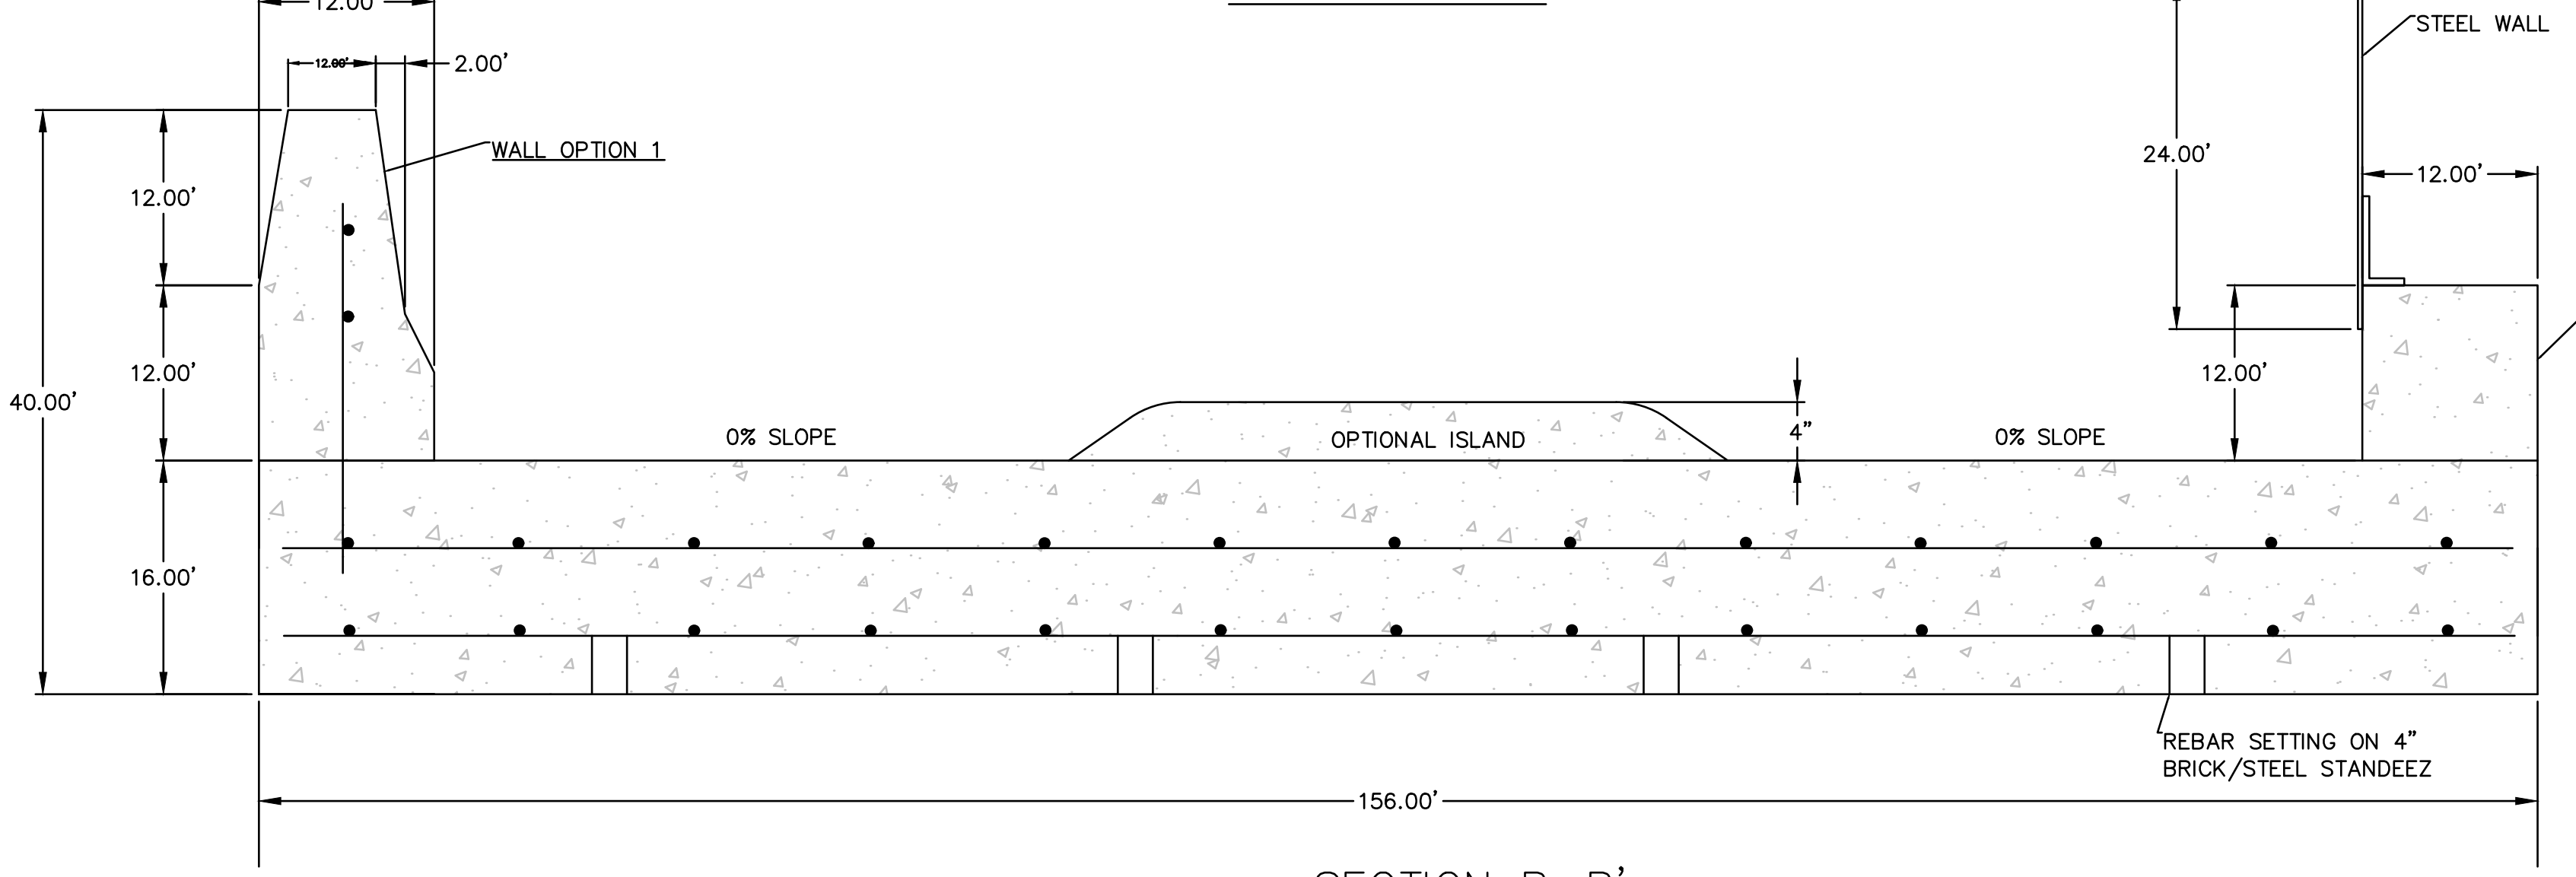 12.00'
STEEL WALL
12.00'
2.00'
WALL OPTION 1
24.00'
12.00'
12.00'
12.00'
12.00'
40.00'
0% SLOPE
OPTIONAL ISLAND
4"
0% SLOPE
16.00'
REBAR SETTING ON 4"
BRICK/STEEL STANDEEZ
156.00'